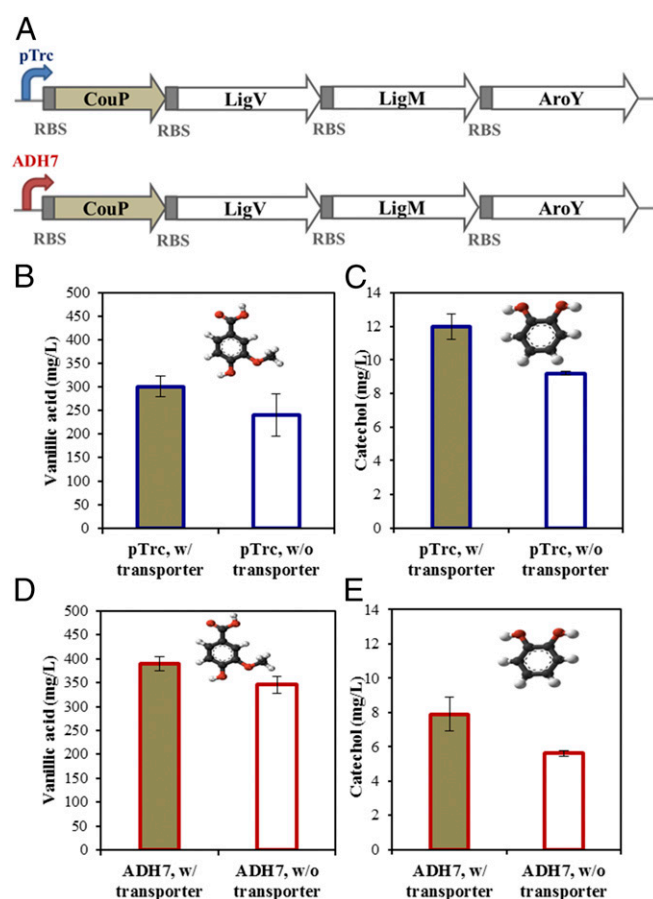 A
pTrc
CouP LigV LigM AroY
RBS RBS RBS RBS
ADH7
CouP LigV LigM AroY
RBS RBS RBS RBS
B
Vanillic acid (mg/L)
500
450
400
350
300
250
200
150
100
50
0
pTrc, w/ transporter
pTrc, w/o transporter
C
Catechol (mg/L)
14
12
10
8
6
4
2
0
pTrc, w/ transporter
pTrc, w/o transporter
D
Vanillic acid (mg/L)
500
450
400
350
300
250
200
150
100
50
0
ADH7, w/ transporter
ADH7, w/o transporter
E
Catechol (mg/L)
14
12
10
8
6
4
2
0
ADH7, w/ transporter
ADH7, w/o transporter